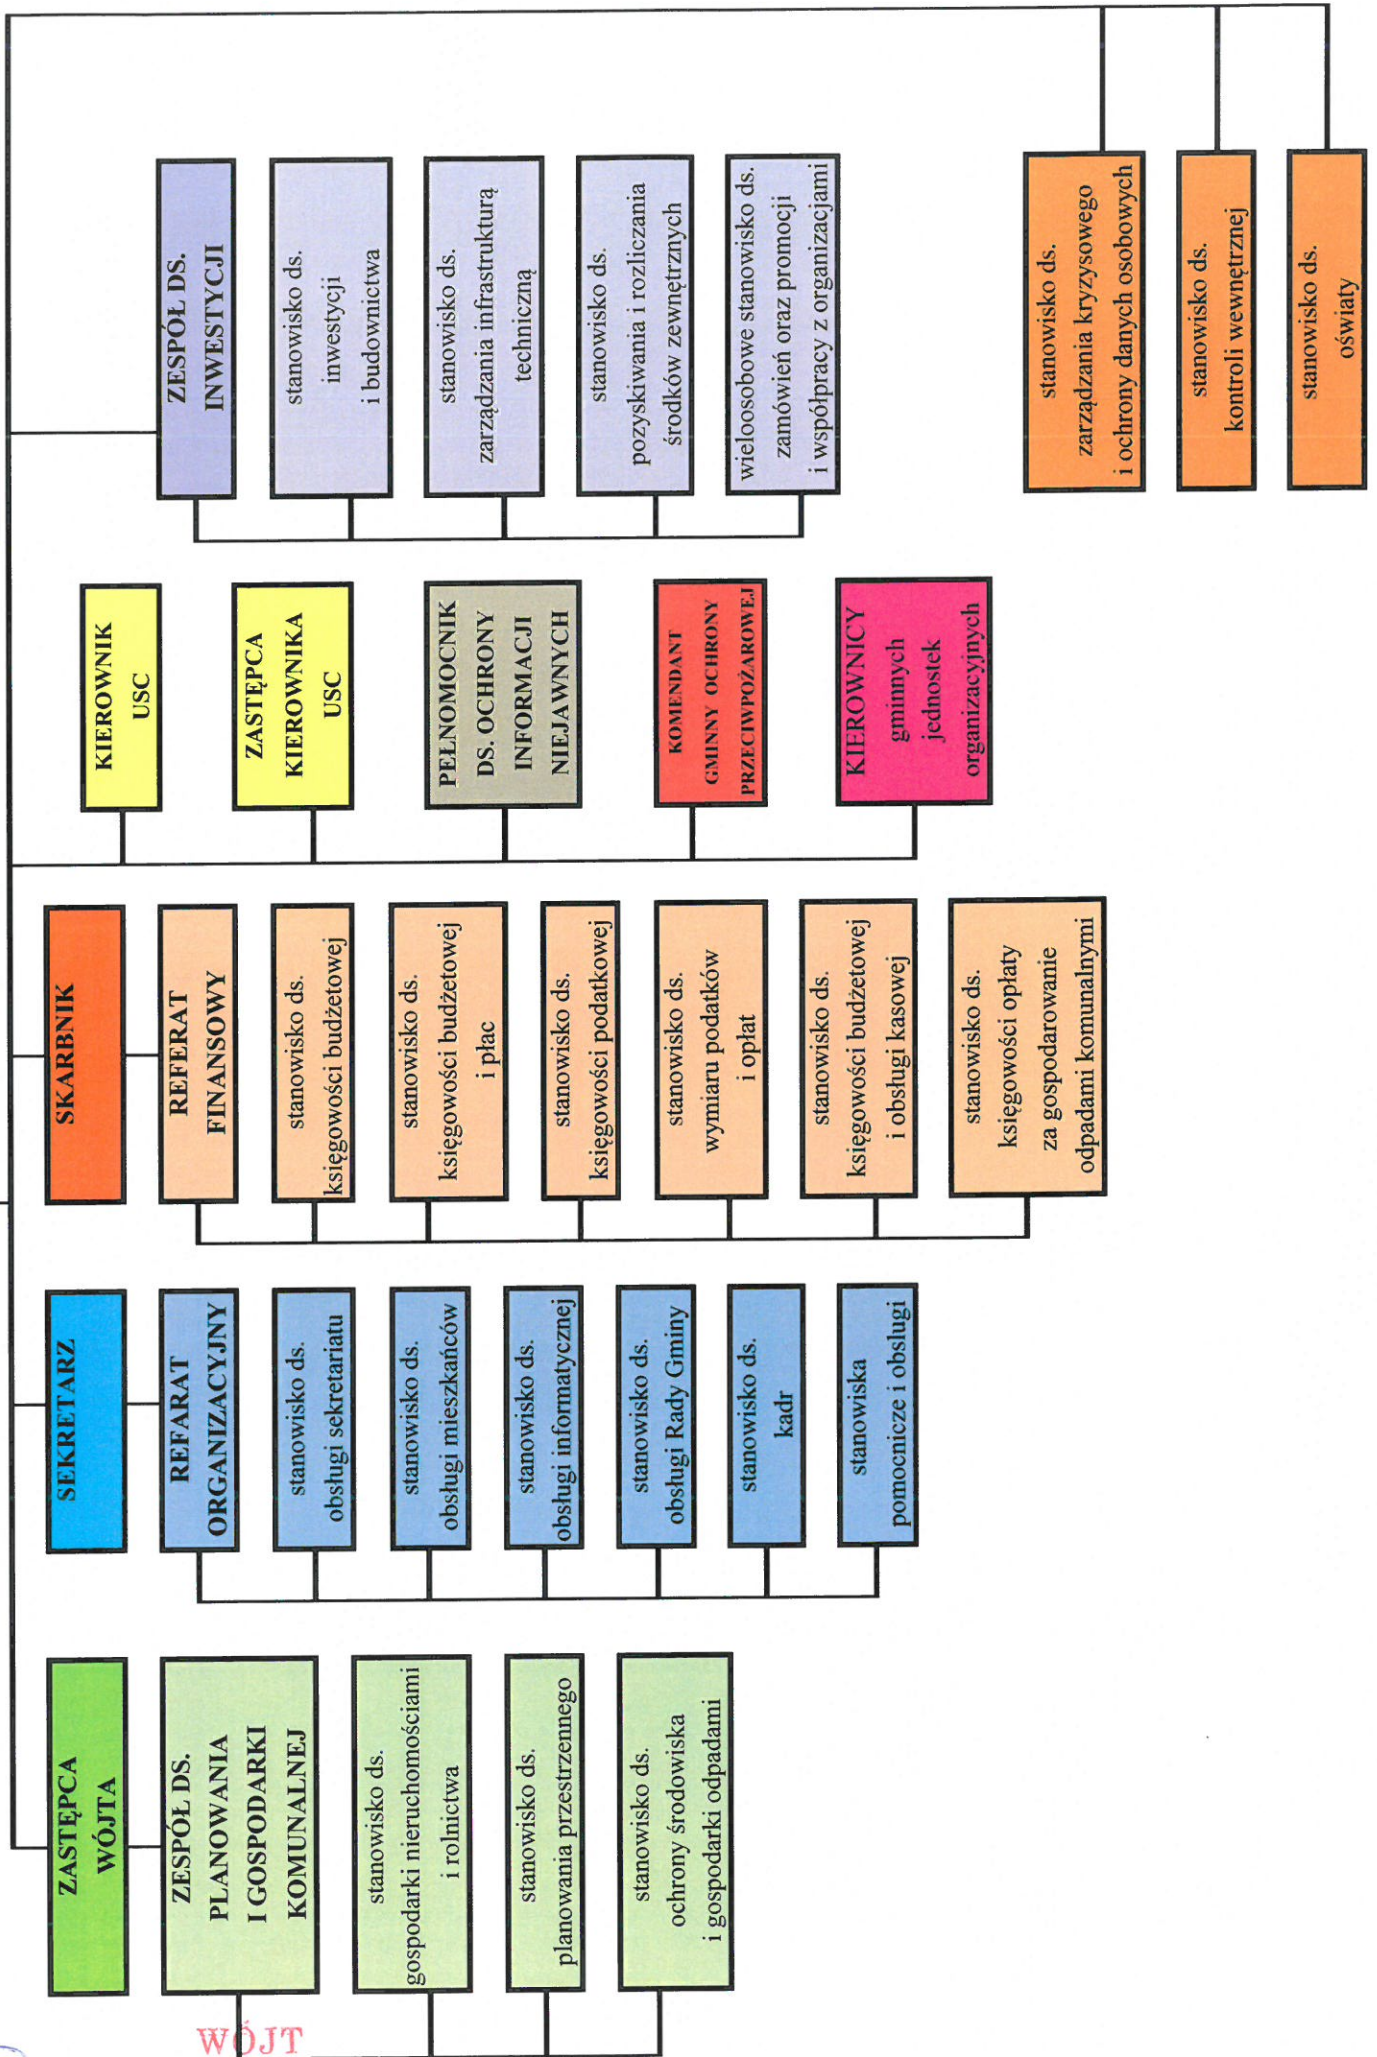 ZASTĘPCA
WÓJTA
ZESPÓŁ DS.
PLANOWANIA
I GOSPODARKI
KOMUNALNEJ
stanowisko ds.
gospodarki nieruchomościami
i rolnictwa
stanowisko ds.
planowania przestrzennego
stanowisko ds.
ochrony środowiska
i gospodarki odpadami
SEKRETARZ
REFARAT
ORGANIZACYJNY
stanowisko ds.
obsługi sekretariatu
stanowisko ds.
obsługi mieszkańców
stanowisko ds.
obsługi informatycznej
stanowisko ds.
obsługi Rady Gminy
stanowisko ds.
kadr
stanowiska
pomocnicze i obsługi
SKARBNIK
REFERAT
FINANSOWY
stanowisko ds.
księgowości budżetowej
stanowisko ds.
księgowości budżetowej
i płac
stanowisko ds.
księgowości podatkowej
stanowisko ds.
wymiaru podatków
i opłat
stanowisko ds.
księgowości budżetowej
i obsługi kasowej
stanowisko ds.
księgowości opłaty
za gospodarowanie
odpadami komunalnymi
KIEROWNIK
USC
ZASTĘPCA
KIEROWNIKA
USC
PEŁNOMOCNIK
DS. OCHRONY
INFORMACJI
NIEJAWNYCH
KOMENDANT
GMINNY OCHRONY
PRZECIWPOŻAROWEJ
KIEROWNICY
gminnych
jednostek
organizacyjnych
ZESPÓŁ DS.
INWESTYCJI
stanowisko ds.
inwestycji
i budownictwa
stanowisko ds.
zarządzania infrastrukturą
techniczną
stanowisko ds.
pozyskiwania i rozliczania
środków zewnętrznych
wieloosobowe stanowisko ds.
zamówień oraz promocji
i współpracy z organizacjami
stanowisko ds.
zarządzania kryzysowego
i ochrony danych osobowych
stanowisko ds.
kontroli wewnętrznej
stanowisko ds.
oświaty
WÓJT